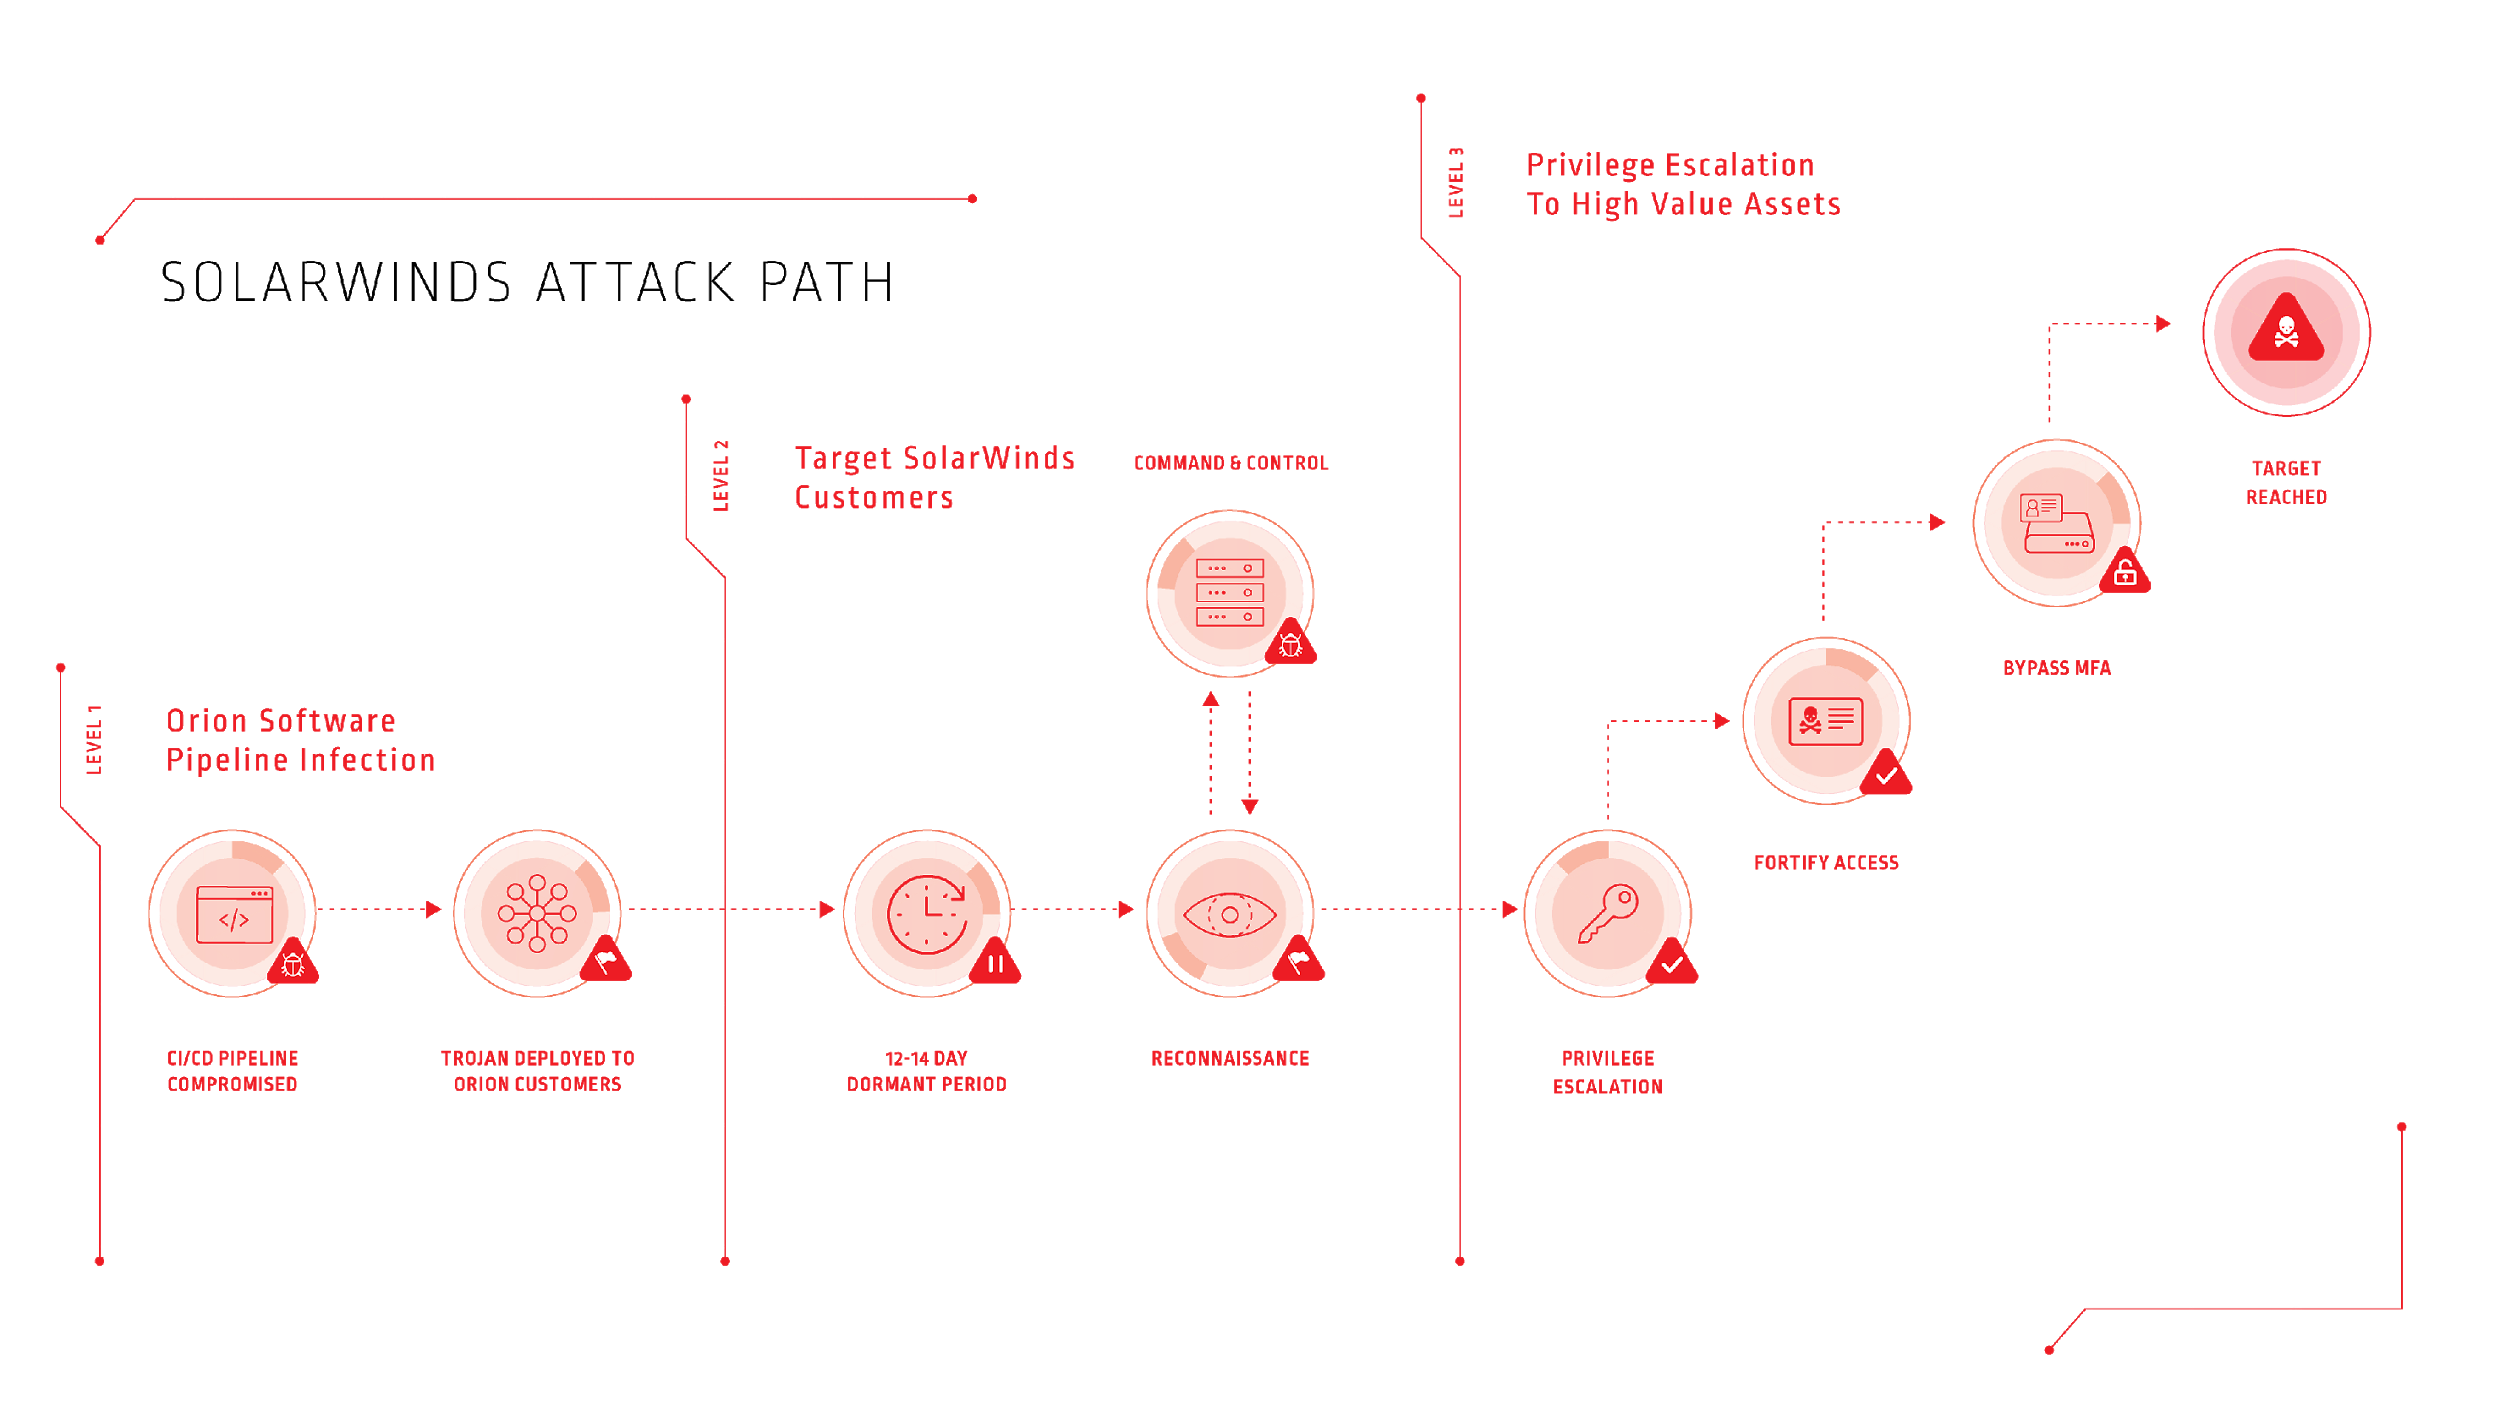 SOLARWINDS ATTACK PATH
LEVEL 1
Orion Software
Pipeline Infection
CI/CD PIPELINE
COMPROMISED
TROJAN DEPLOYED TO
ORION CUSTOMERS
LEVEL 2
Target SolarWinds
Customers
COMMAND & CONTROL
12-14 DAY
DORMANT PERIOD
RECONNAISSANCE
LEVEL 3
Privilege Escalation
To High Value Assets
PRIVILEGE
ESCALATION
FORTIFY ACCESS
BYPASS MFA
TARGET
REACHED